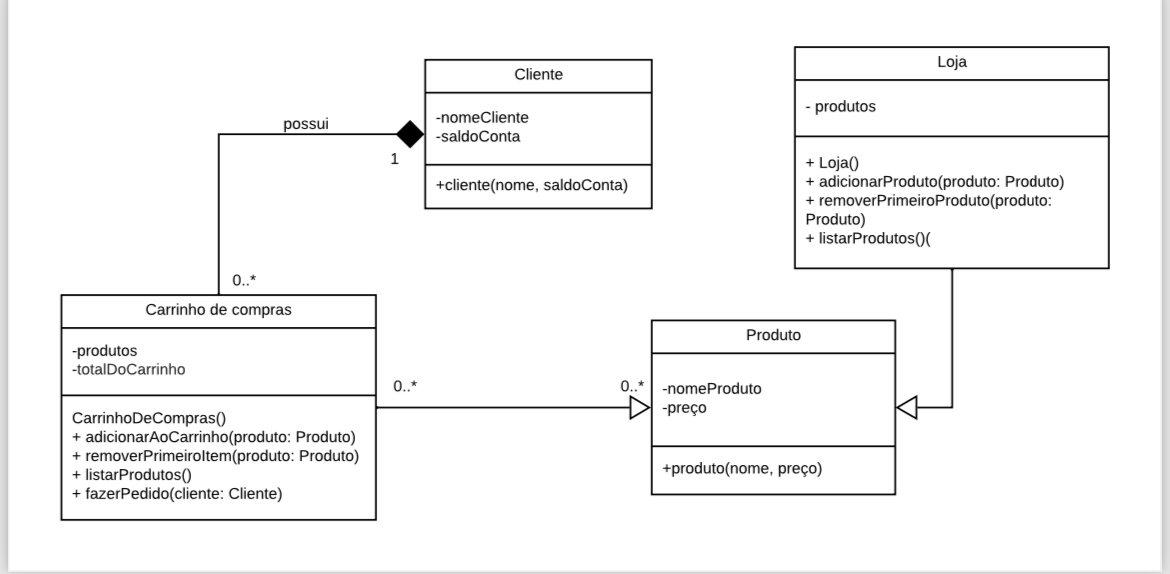 Cliente
-nomeCliente
-saldoConta
+cliente(nome, saldoConta)
Loja
- produtos
+ Loja()
+ adicionarProduto(produto: Produto)
+ removerPrimeiroProduto(produto:
Produto)
+ listarProdutos()(
possui
1
0..*
Carrinho de compras
-produtos
-totalDoCarrinho
CarrinhoDeCompras()
+ adicionarAoCarrinho(produto: Produto)
+ removerPrimeiroItem(produto: Produto)
+ listarProdutos()
+ fazerPedido(cliente: Cliente)
0..*
0..*
Produto
-nomeProduto
-preço
+produto(nome, preço)